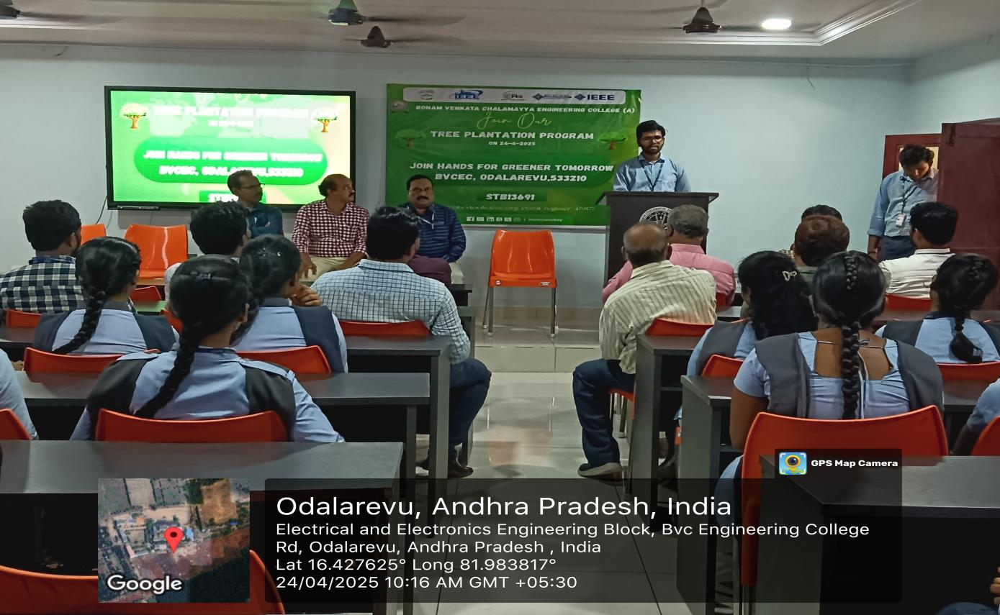 TREE PLANTATION PROGRAM
JOIN HANDS FOR GREENER TOMORROW
BVCEC, ODALAREVU,533210
IEEE
BONAM VENKATA CHALAMAYYA ENGINEERING COLLEGE (A)
Join Our
TREE PLANTATION PROGRAM
ON 24-4-2025
JOIN HANDS FOR GREENER TOMORROW
BVCEC, ODALAREVU,533210
STB13691
GPS Map Camera
Odalarevu, Andhra Pradesh, India
Electrical and Electronics Engineering Block, Bvc Engineering College
Rd, Odalarevu, Andhra Pradesh , India
Lat 16.427625° Long 81.983817°
24/04/2025 10:16 AM GMT +05:30
Google